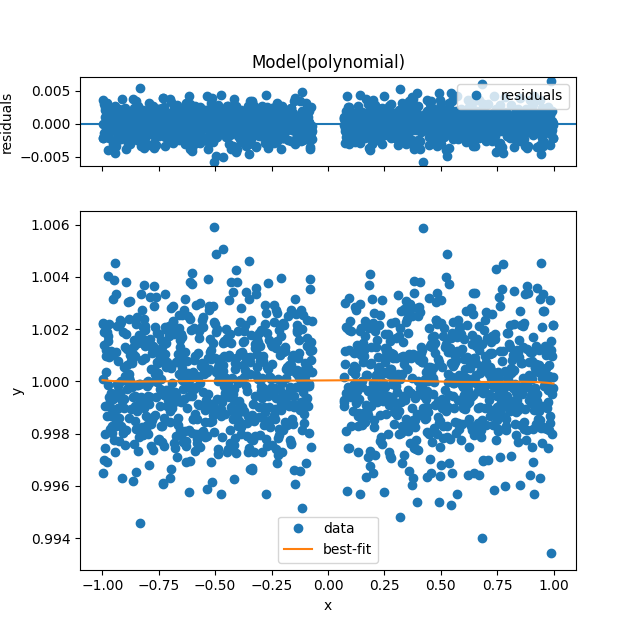 Model(polynomial)
residuals
0.005
0.000
−0.005
residuals
y
1.006
1.004
1.002
1.000
0.998
0.996
0.994
data
best-fit
−1.00 −0.75 −0.50 −0.25 0.00 0.25 0.50 0.75 1.00
x